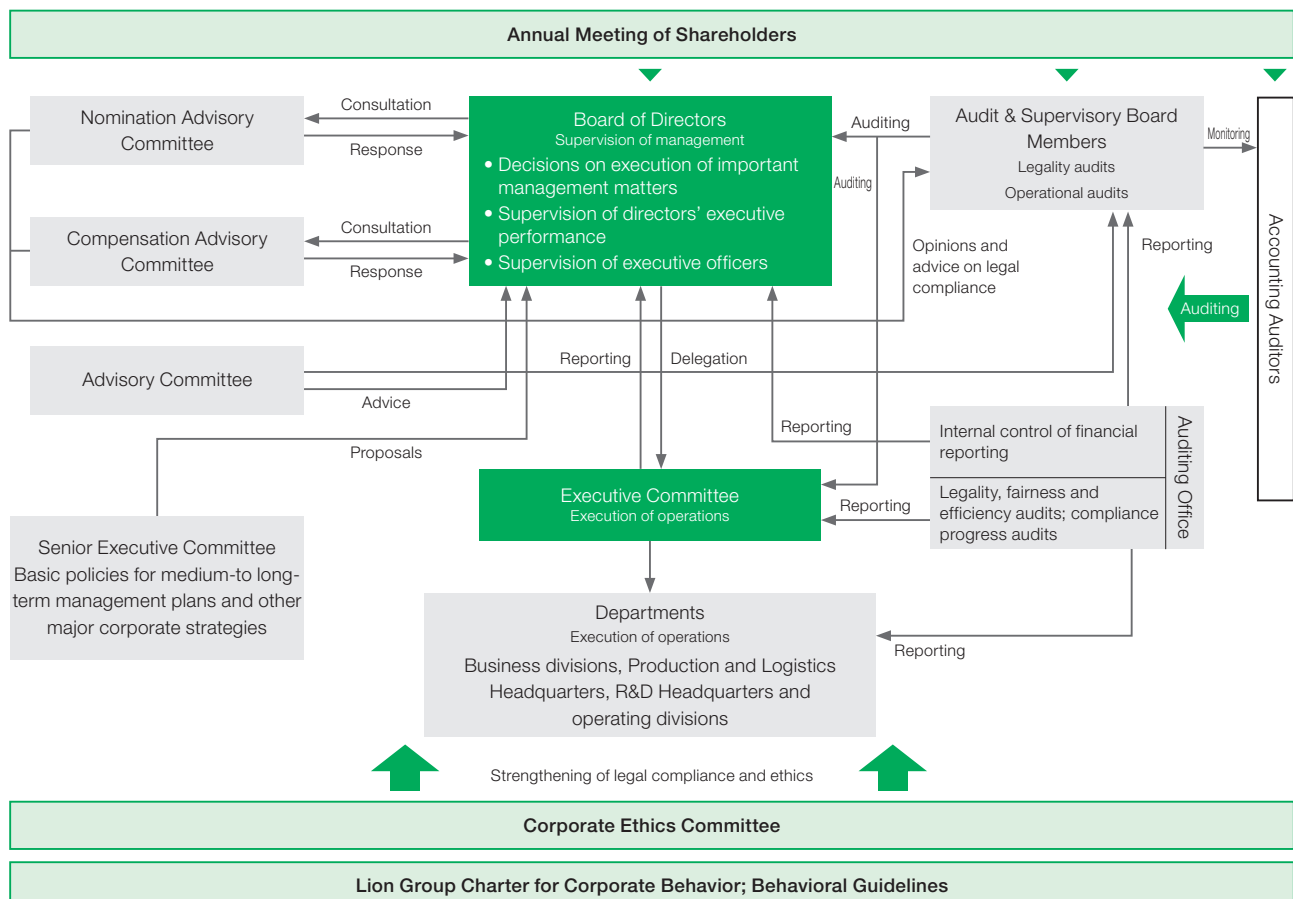 Annual Meeting of Shareholders
Nomination Advisory
Committee
Consultation
Response
Board of Directors
Supervision of management
• Decisions on execution of important
management matters
• Supervision of directors' executive
performance
• Supervision of executive officers
Auditing
Auditing
Audit & Supervisory Board
Members
Legality audits
Operational audits
Monitoring
Accounting Auditors
Compensation Advisory
Committee
Consultation
Response
Opinions and
advice on legal
compliance
Reporting
Auditing
Advisory Committee
Advice
Reporting
Delegation
Proposals
Reporting
Internal control of financial
reporting
Legality, fairness and
efficiency audits; compliance
progress audits
Auditing Office
Executive Committee
Execution of operations
Reporting
Senior Executive Committee
Basic policies for medium-to long-
term management plans and other
major corporate strategies
Departments
Execution of operations
Business divisions, Production and Logistics
Headquarters, R&D Headquarters and
operating divisions
Reporting
Strengthening of legal compliance and ethics
Corporate Ethics Committee
Lion Group Charter for Corporate Behavior; Behavioral Guidelines